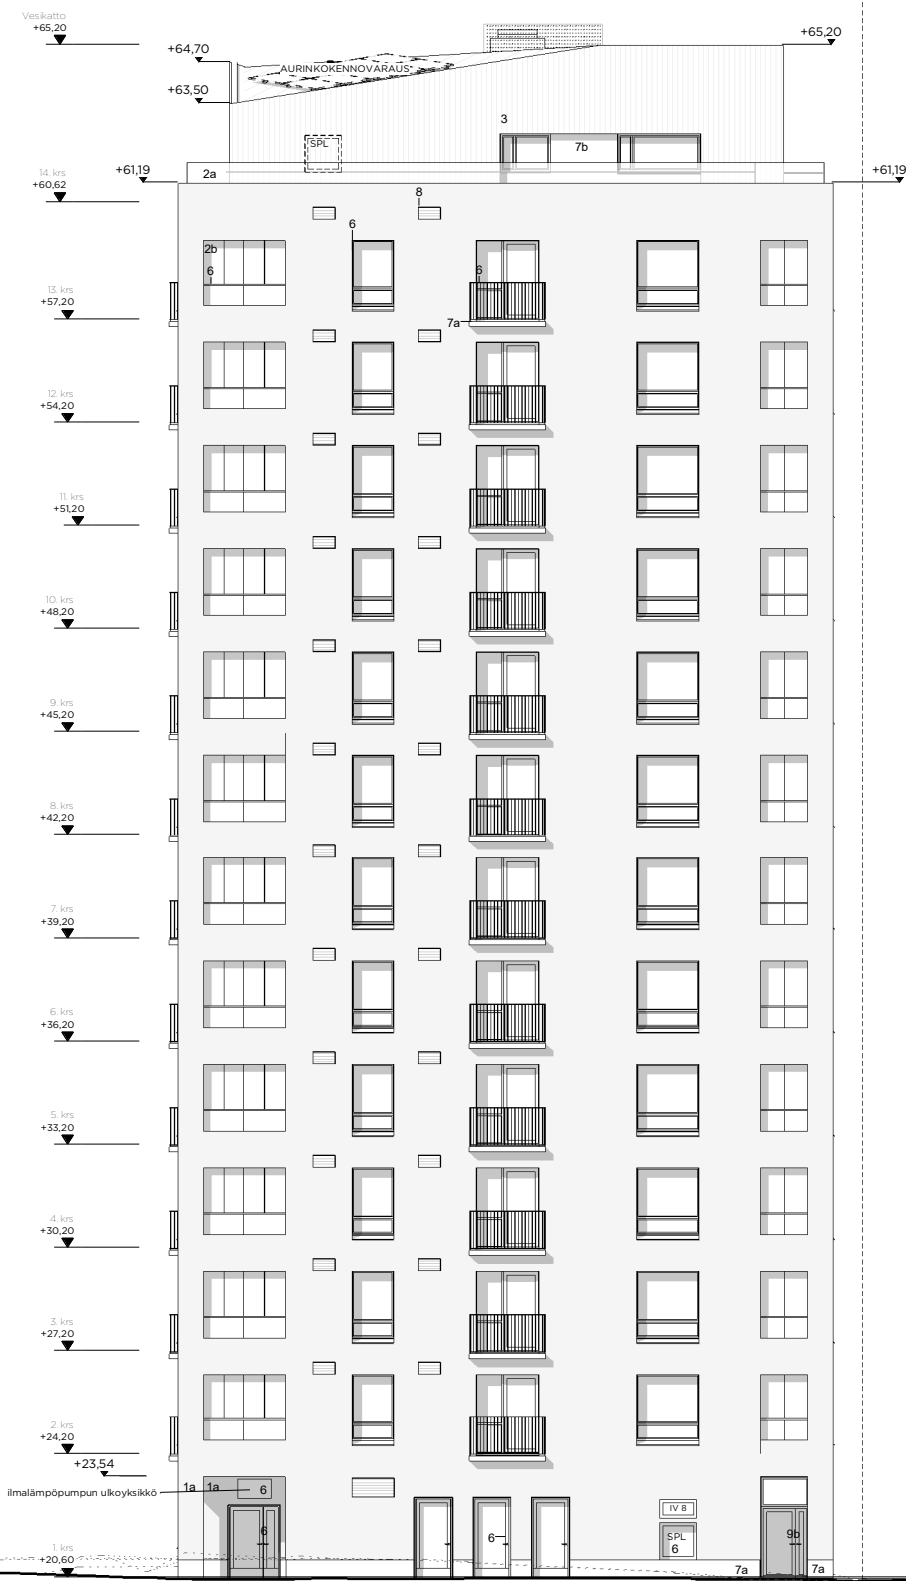 Vesikatto
+65,20
+65,20
+64,70
AURINKOKENNOVARAUS
+63,50
3
SPL
7b
14. krs
+60,62
+61,19
2a
+61,19
8
6
2b
6
6
13. krs
+57,20
7a
12. krs
+54,20
11. krs
+51,20
10. krs
+48,20
9. krs
+45,20
8. krs
+42,20
7. krs
+39,20
6. krs
+36,20
5. krs
+33,20
4. krs
+30,20
3. krs
+27,20
2. krs
+24,20
+23,54
ilmalämpöpumpun ulkoyksikkö
1a
1a
6
IV 8
6
6
SPL
6
9b
1. krs
+20,60
7a
7a